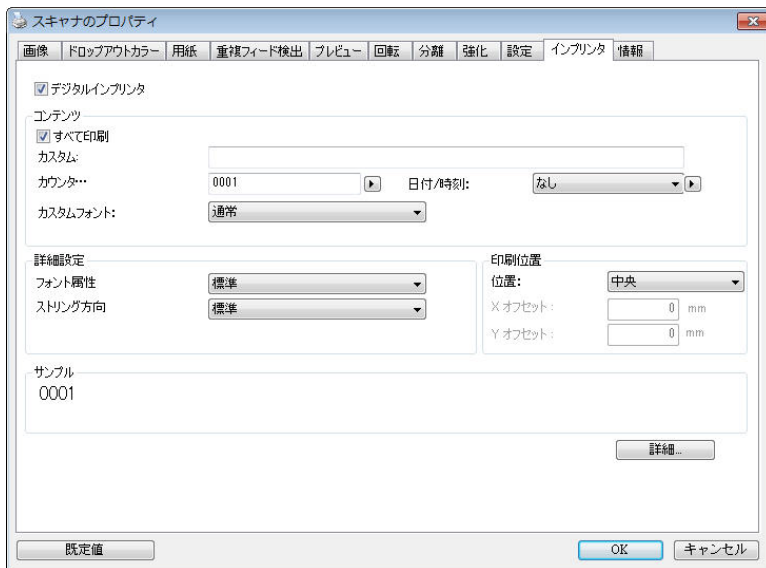 スキャナのプロパティ
画像 ドロップアウトカラー 用紙 重複フィード検出 プレビュー 回転 分離 強化 設定 インプリンタ 情報
デジタルインプリンタ
コンテンツ
すべて印刷
カスタム:
カウンタ… 0001 日付/時刻: なし
カスタムフォント: 通常
詳細設定 印刷位置
フォント属性 標準 位置: 中央
ストリング方向 標準 X オフセット: 0 mm
Y オフセット: 0 mm
サンプル
0001
詳細...
既定値 OK キャンセル